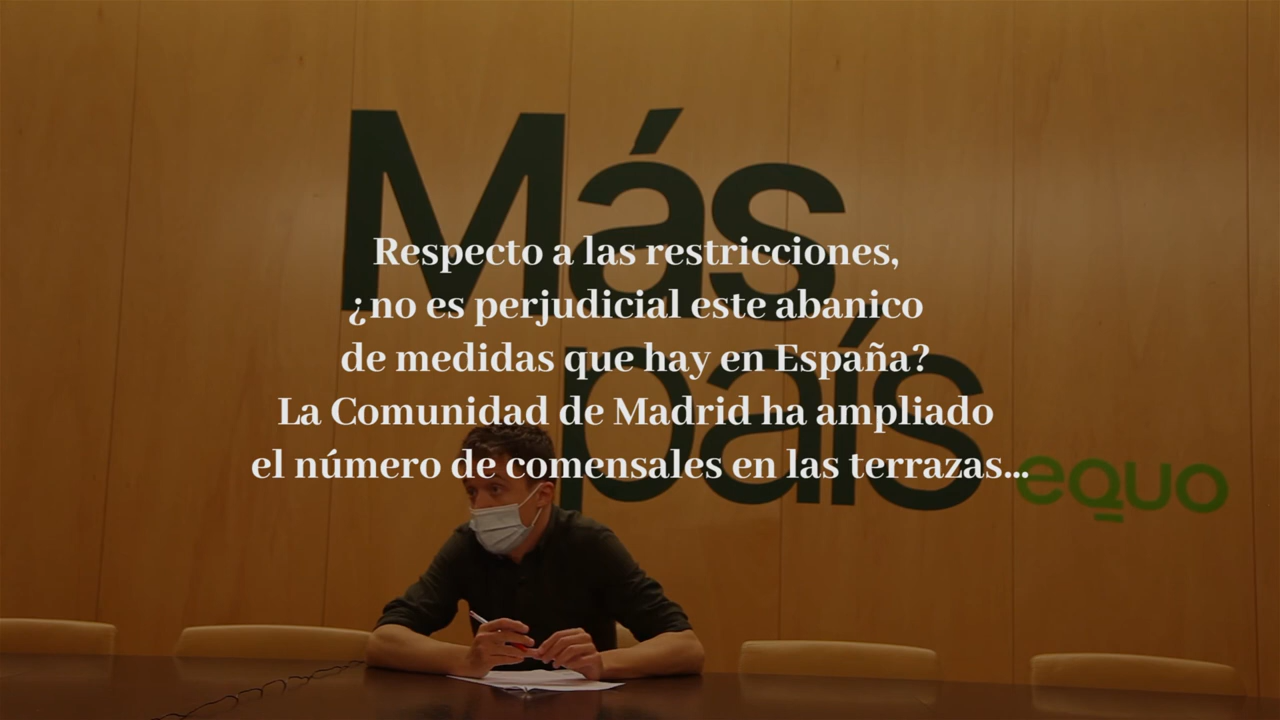 Más
país
equo
Respecto a las restricciones,
¿no es perjudicial este abanico
de medidas que hay en España?
La Comunidad de Madrid ha ampliado
el número de comensales en las terrazas...